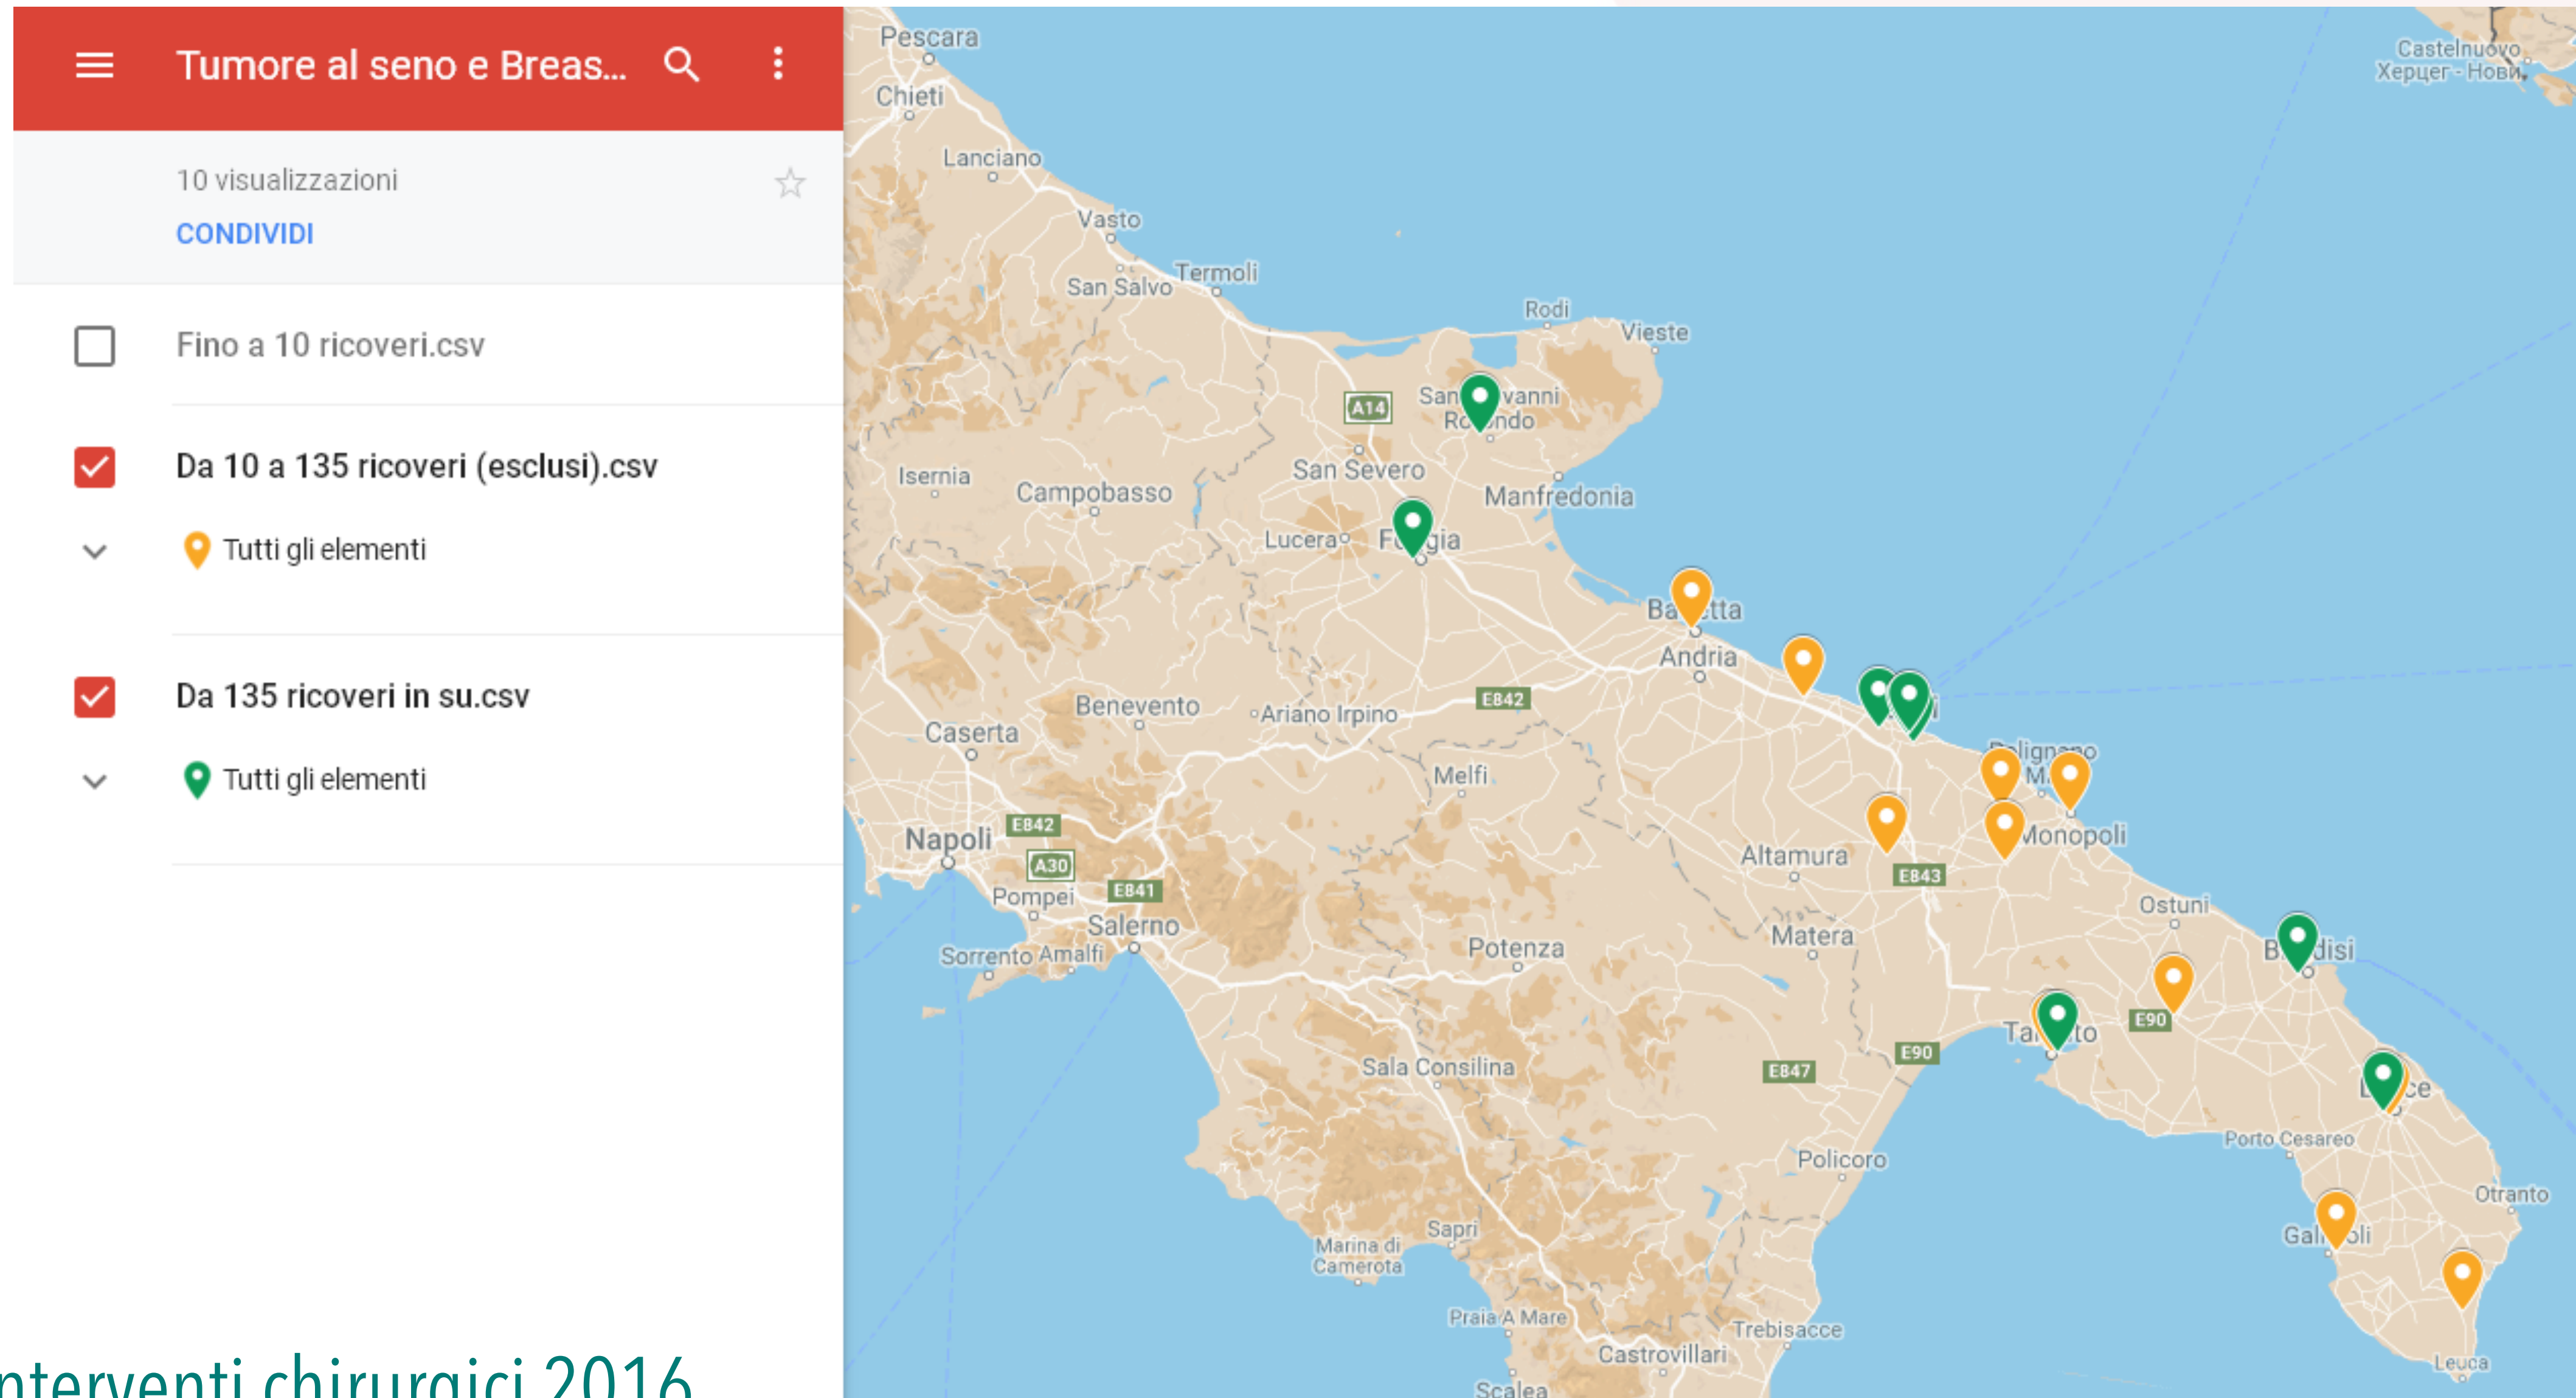 Tumore al seno e Breas...
10 visualizzazioni
CONDIVIDI
Fino a 10 ricoveri.csv
Da 10 a 135 ricoveri (esclusi).csv
Tutti gli elementi
Da 135 ricoveri in su.csv
Tutti gli elementi
nterventi chirurgici 2016
Pescara
Castelnuovo
Херцег - Нови
Chieti
Lanciano
Vasto
Termoli
San Salvo
Rodi
Vieste
A14
San Severo
Isernia
Campobasso
Manfredonia
Lucera
Andria
E842
Benevento
Ariano Irpino
Caserta
Melfi
E842
Napoli
Monopoli
A30
Altamura
E843
E841
Pompei
Salerno
Ostuni
Matera
Potenza
Sorrento
Amalfi
E90
E90
Sala Consilina
E847
Porto Cesareo
Policoro
Otranto
Sapri
Marina di
Camerota
Praia A Mare
Trebisacce
Castrovillari
Leuca
Scalea